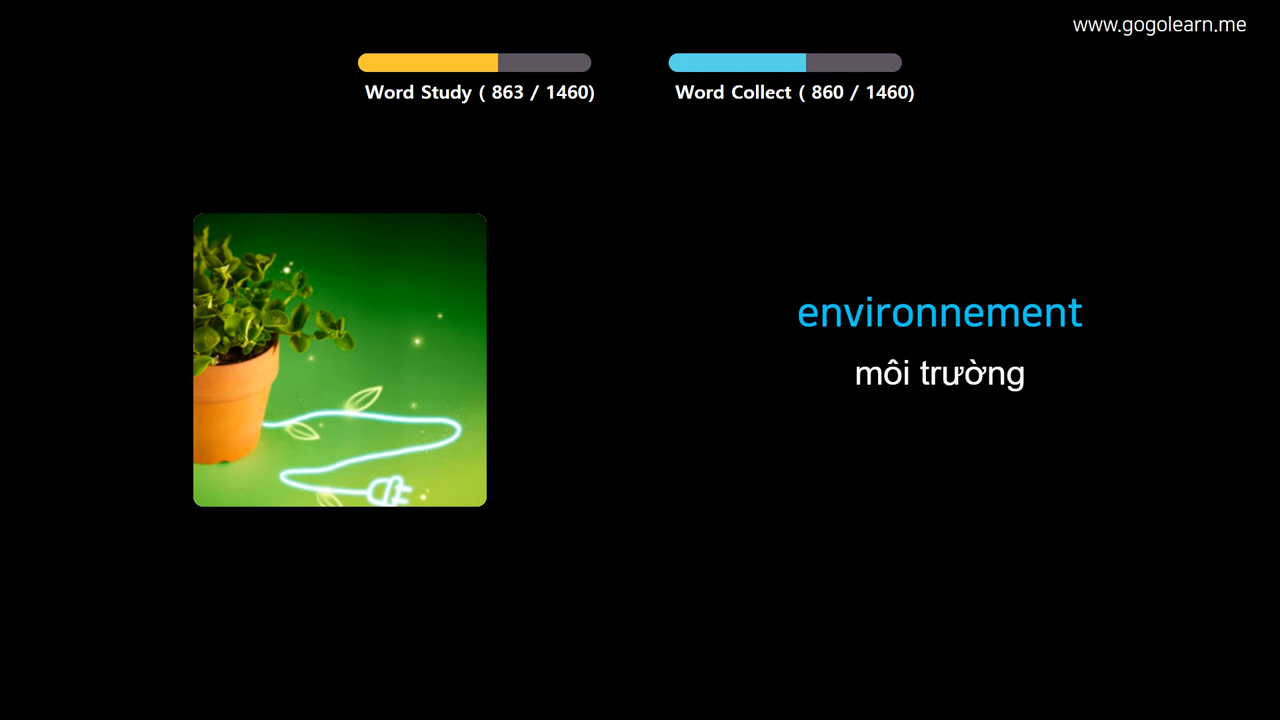 www.gogolearn.me
Word Study ( 863 / 1460)
Word Collect ( 860 / 1460)
environnement
môi trường